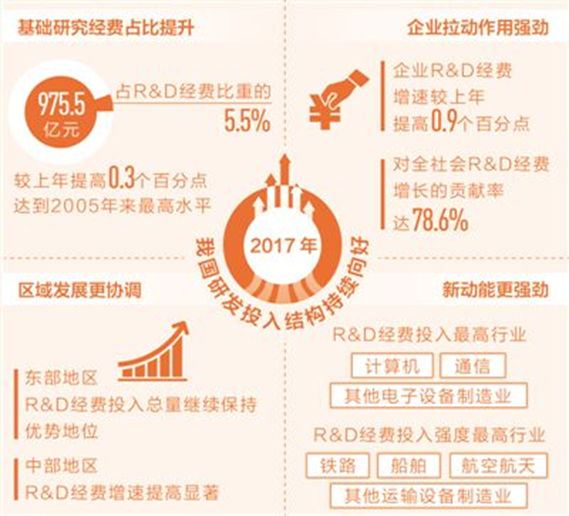 基础研究经费占比提升
975.5
亿元
占R&D经费比重的
5.5%
较上年提高0.3个百分点
达到2005年来最高水平
企业拉动作用强劲
¥
企业R&D经费
增速较上年
提高0.9个百分点
对全社会R&D经费
增长的贡献率
达78.6%
2017年
我国研发投入结构持续向好
区域发展更协调
东部地区
R&D经费投入总量继续保持
优势地位
中部地区
R&D经费增速提高显著
新动能更强劲
R&D经费投入最高行业
计算机 通信
其他电子设备制造业
R&D经费投入强度最高行业
铁路 船舶 航空航天
其他运输设备制造业